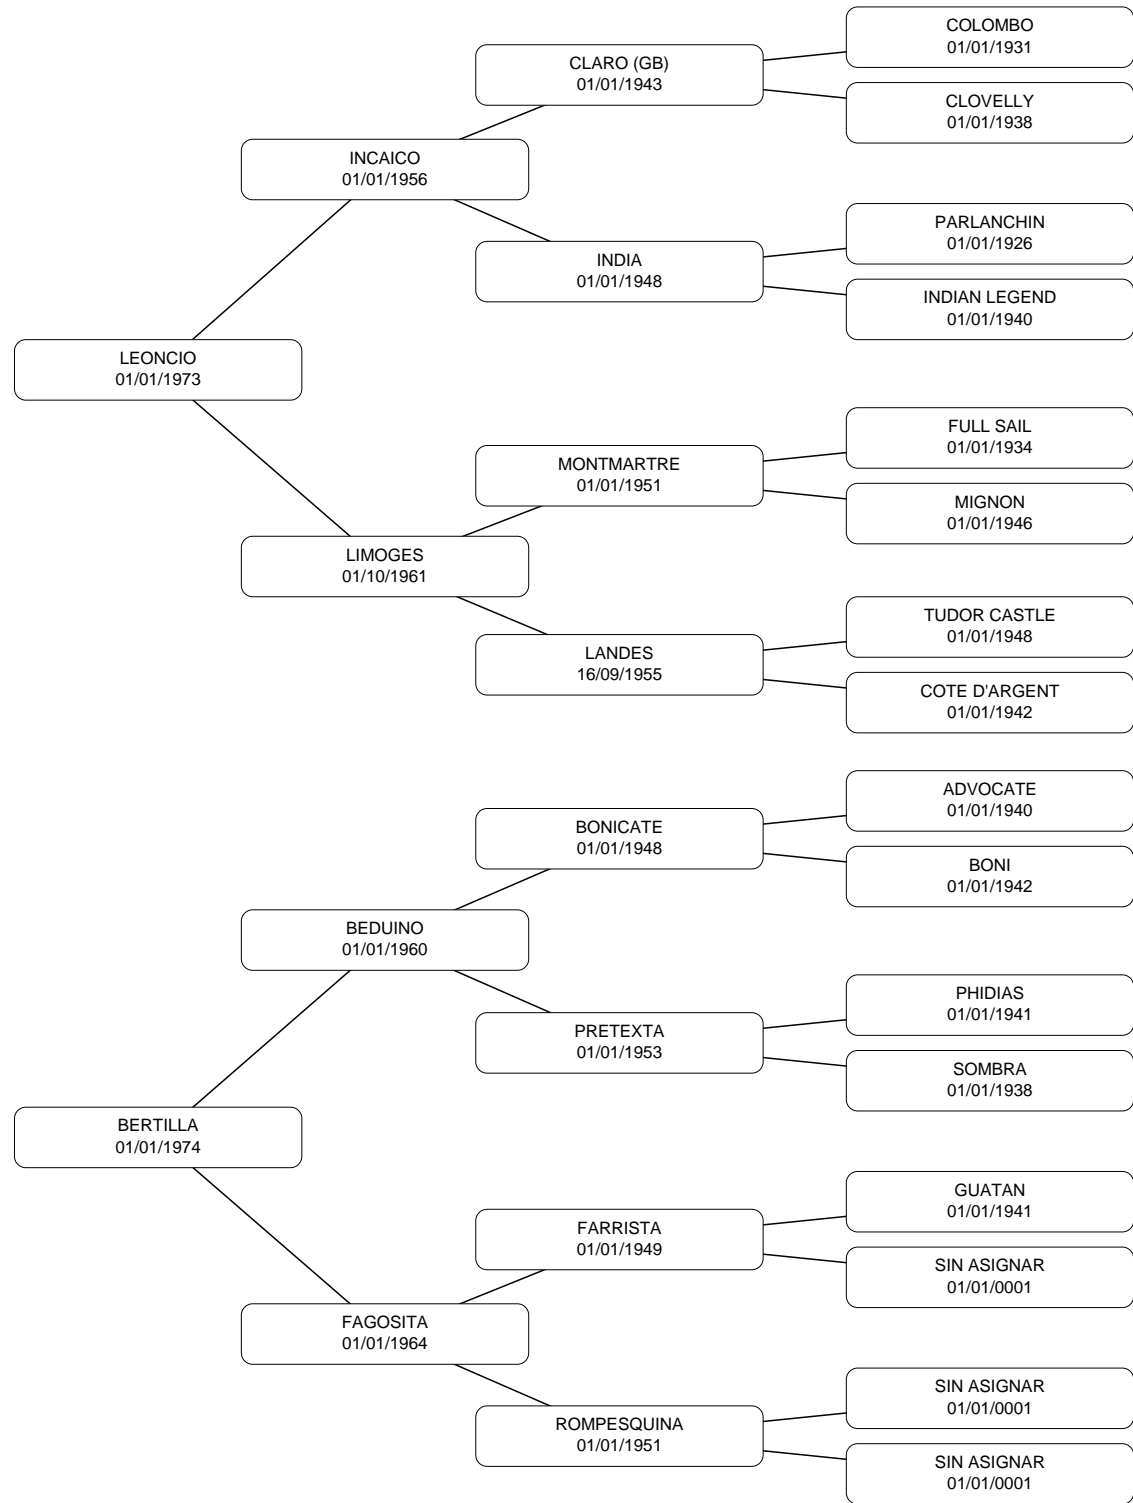 COLOMBO
01/01/1931
CLARO (GB)
01/01/1943
CLOVELLY
01/01/1938
INCAICO
01/01/1956
PARLANCHIN
01/01/1926
INDIA
01/01/1948
INDIAN LEGEND
01/01/1940
LEONCIO
01/01/1973
FULL SAIL
01/01/1934
MONTMARTRE
01/01/1951
MIGNON
01/01/1946
LIMOGES
01/10/1961
TUDOR CASTLE
01/01/1948
LANDES
16/09/1955
COTE D'ARGENT
01/01/1942
ADVOCATE
01/01/1940
BONICATE
01/01/1948
BONI
01/01/1942
BEDUINO
01/01/1960
PHIDIAS
01/01/1941
PRETEXTA
01/01/1953
SOMBRA
01/01/1938
BERTILLA
01/01/1974
GUATAN
01/01/1941
FARRISTA
01/01/1949
SIN ASIGNAR
01/01/0001
FAGOSITA
01/01/1964
SIN ASIGNAR
01/01/0001
ROMPESQUINA
01/01/1951
SIN ASIGNAR
01/01/0001